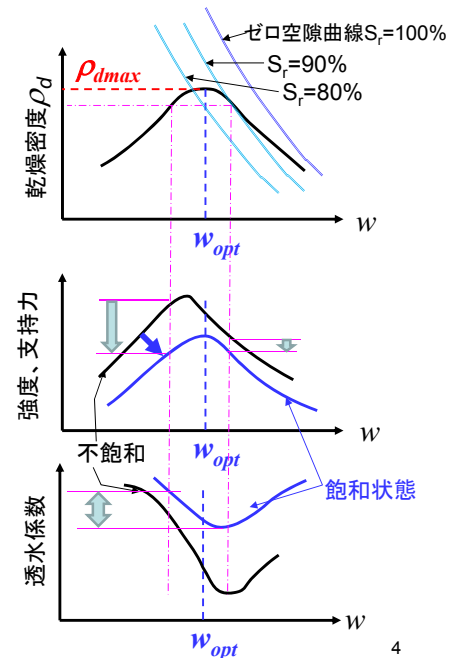 ゼロ空隙曲線Sr=100%
Sr=90%
Sr=80%
ρdmax
乾燥密度ρd
w
wopt
強度、支持力
w
wopt
不飽和
飽和状態
透水係数
w
wopt
4